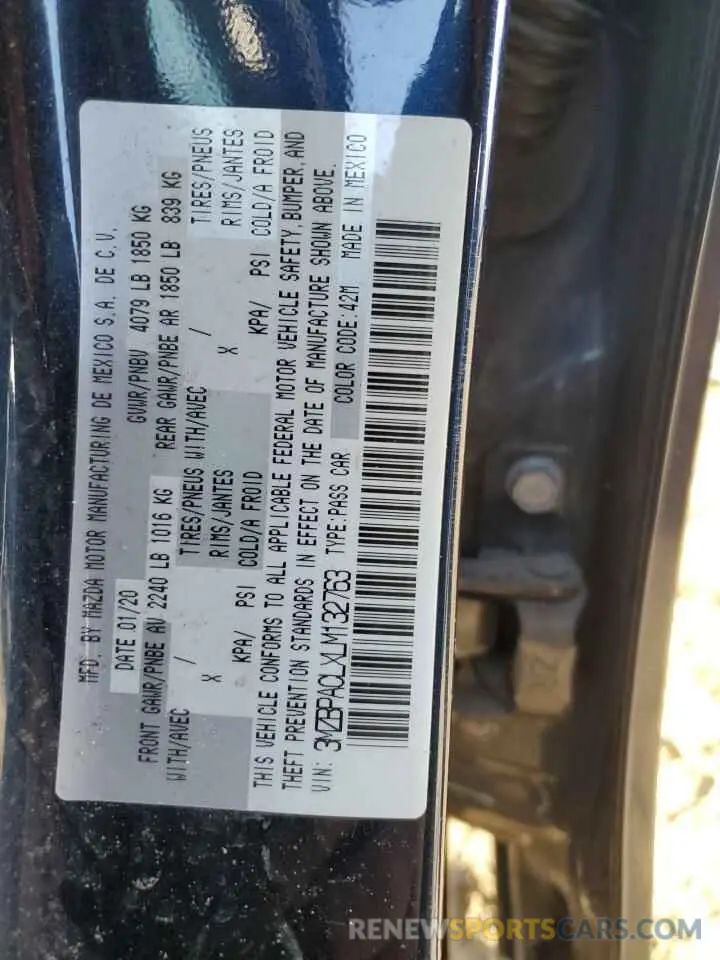 MFD. BY MAZDA MOTOR MANUFACTURING DE MEXICO S.A. DE C.V.
DATE 01/20 GVWR/PNBV 4079 LB 1850 KG
FRONT GAWR/PNBE AV 2240 LB 1016 KG REAR GAWR/PNBE AR 1850 LB 839 KG
WITH/AVEC / TIRES/PNEUS WITH/AVEC / TIRES/PNEUS
X RIMS/JANTES X RIMS/JANTES
KPA/ PSI COLD/A FROID KPA/ PSI COLD/A FROID
THIS VEHICLE CONFORMS TO ALL APPLICABLE FEDERAL MOTOR VEHICLE SAFETY, BUMPER, AND
THEFT PREVENTION STANDARDS IN EFFECT ON THE DATE OF MANUFACTURE SHOWN ABOVE.
VIN: 3MZBPAOLXLM132763 TYPE:PASS CAR COLOR CODE:42M MADE IN MEXICO
RENEWSPORTSCARS.COM